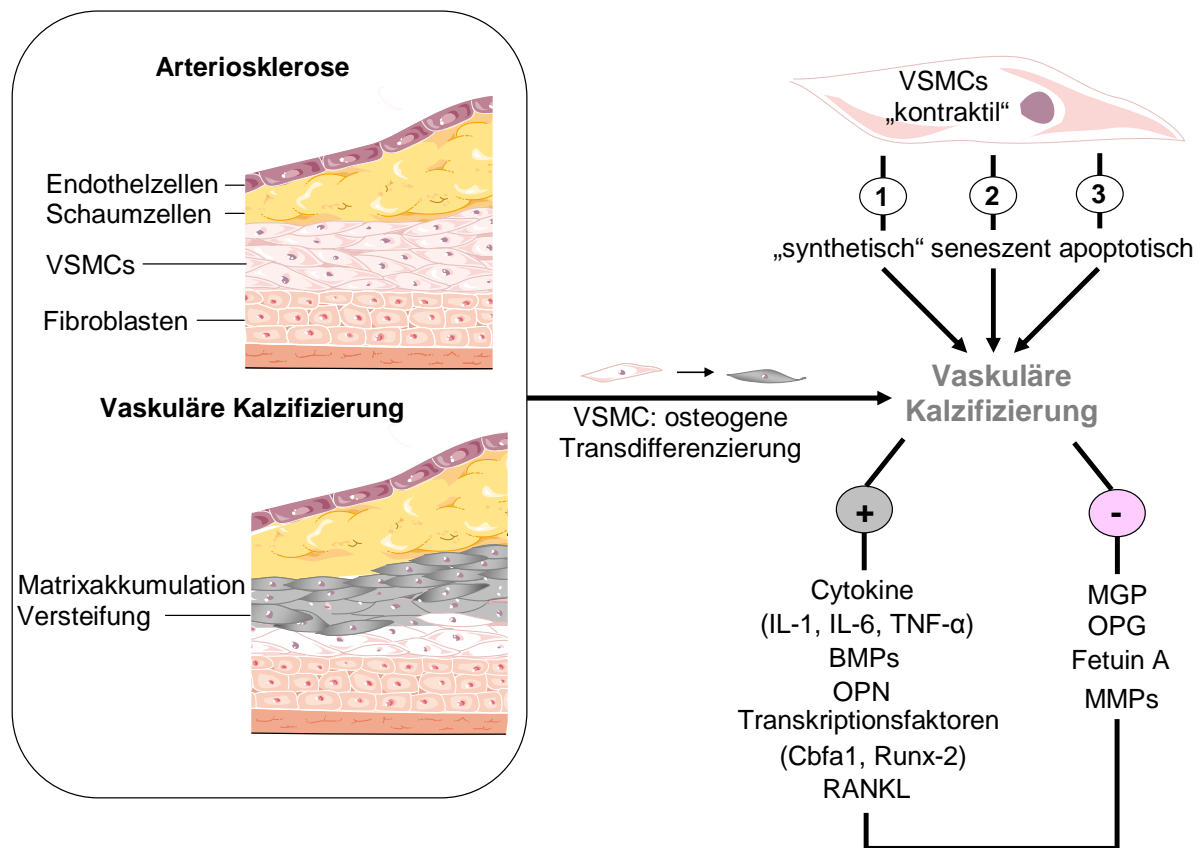 Arteriosklerose
Endothelzellen
Schaumzellen
VSMCs
Fibroblasten
Vaskuläre Kalzifizierung
Matrixakkumulation
Versteifung
VSMC: osteogene
Transdifferenzierung
VSMCs
„kontraktil“
1
2
3
„synthetisch“ seneszent apoptotisch
Vaskuläre
Kalzifizierung
+
Cytokine
(IL-1, IL-6, TNF-α)
BMPs
OPN
Transkriptionsfaktoren
(Cbfa1, Runx-2)
RANKL
-
MGP
OPG
Fetuin A
MMPs